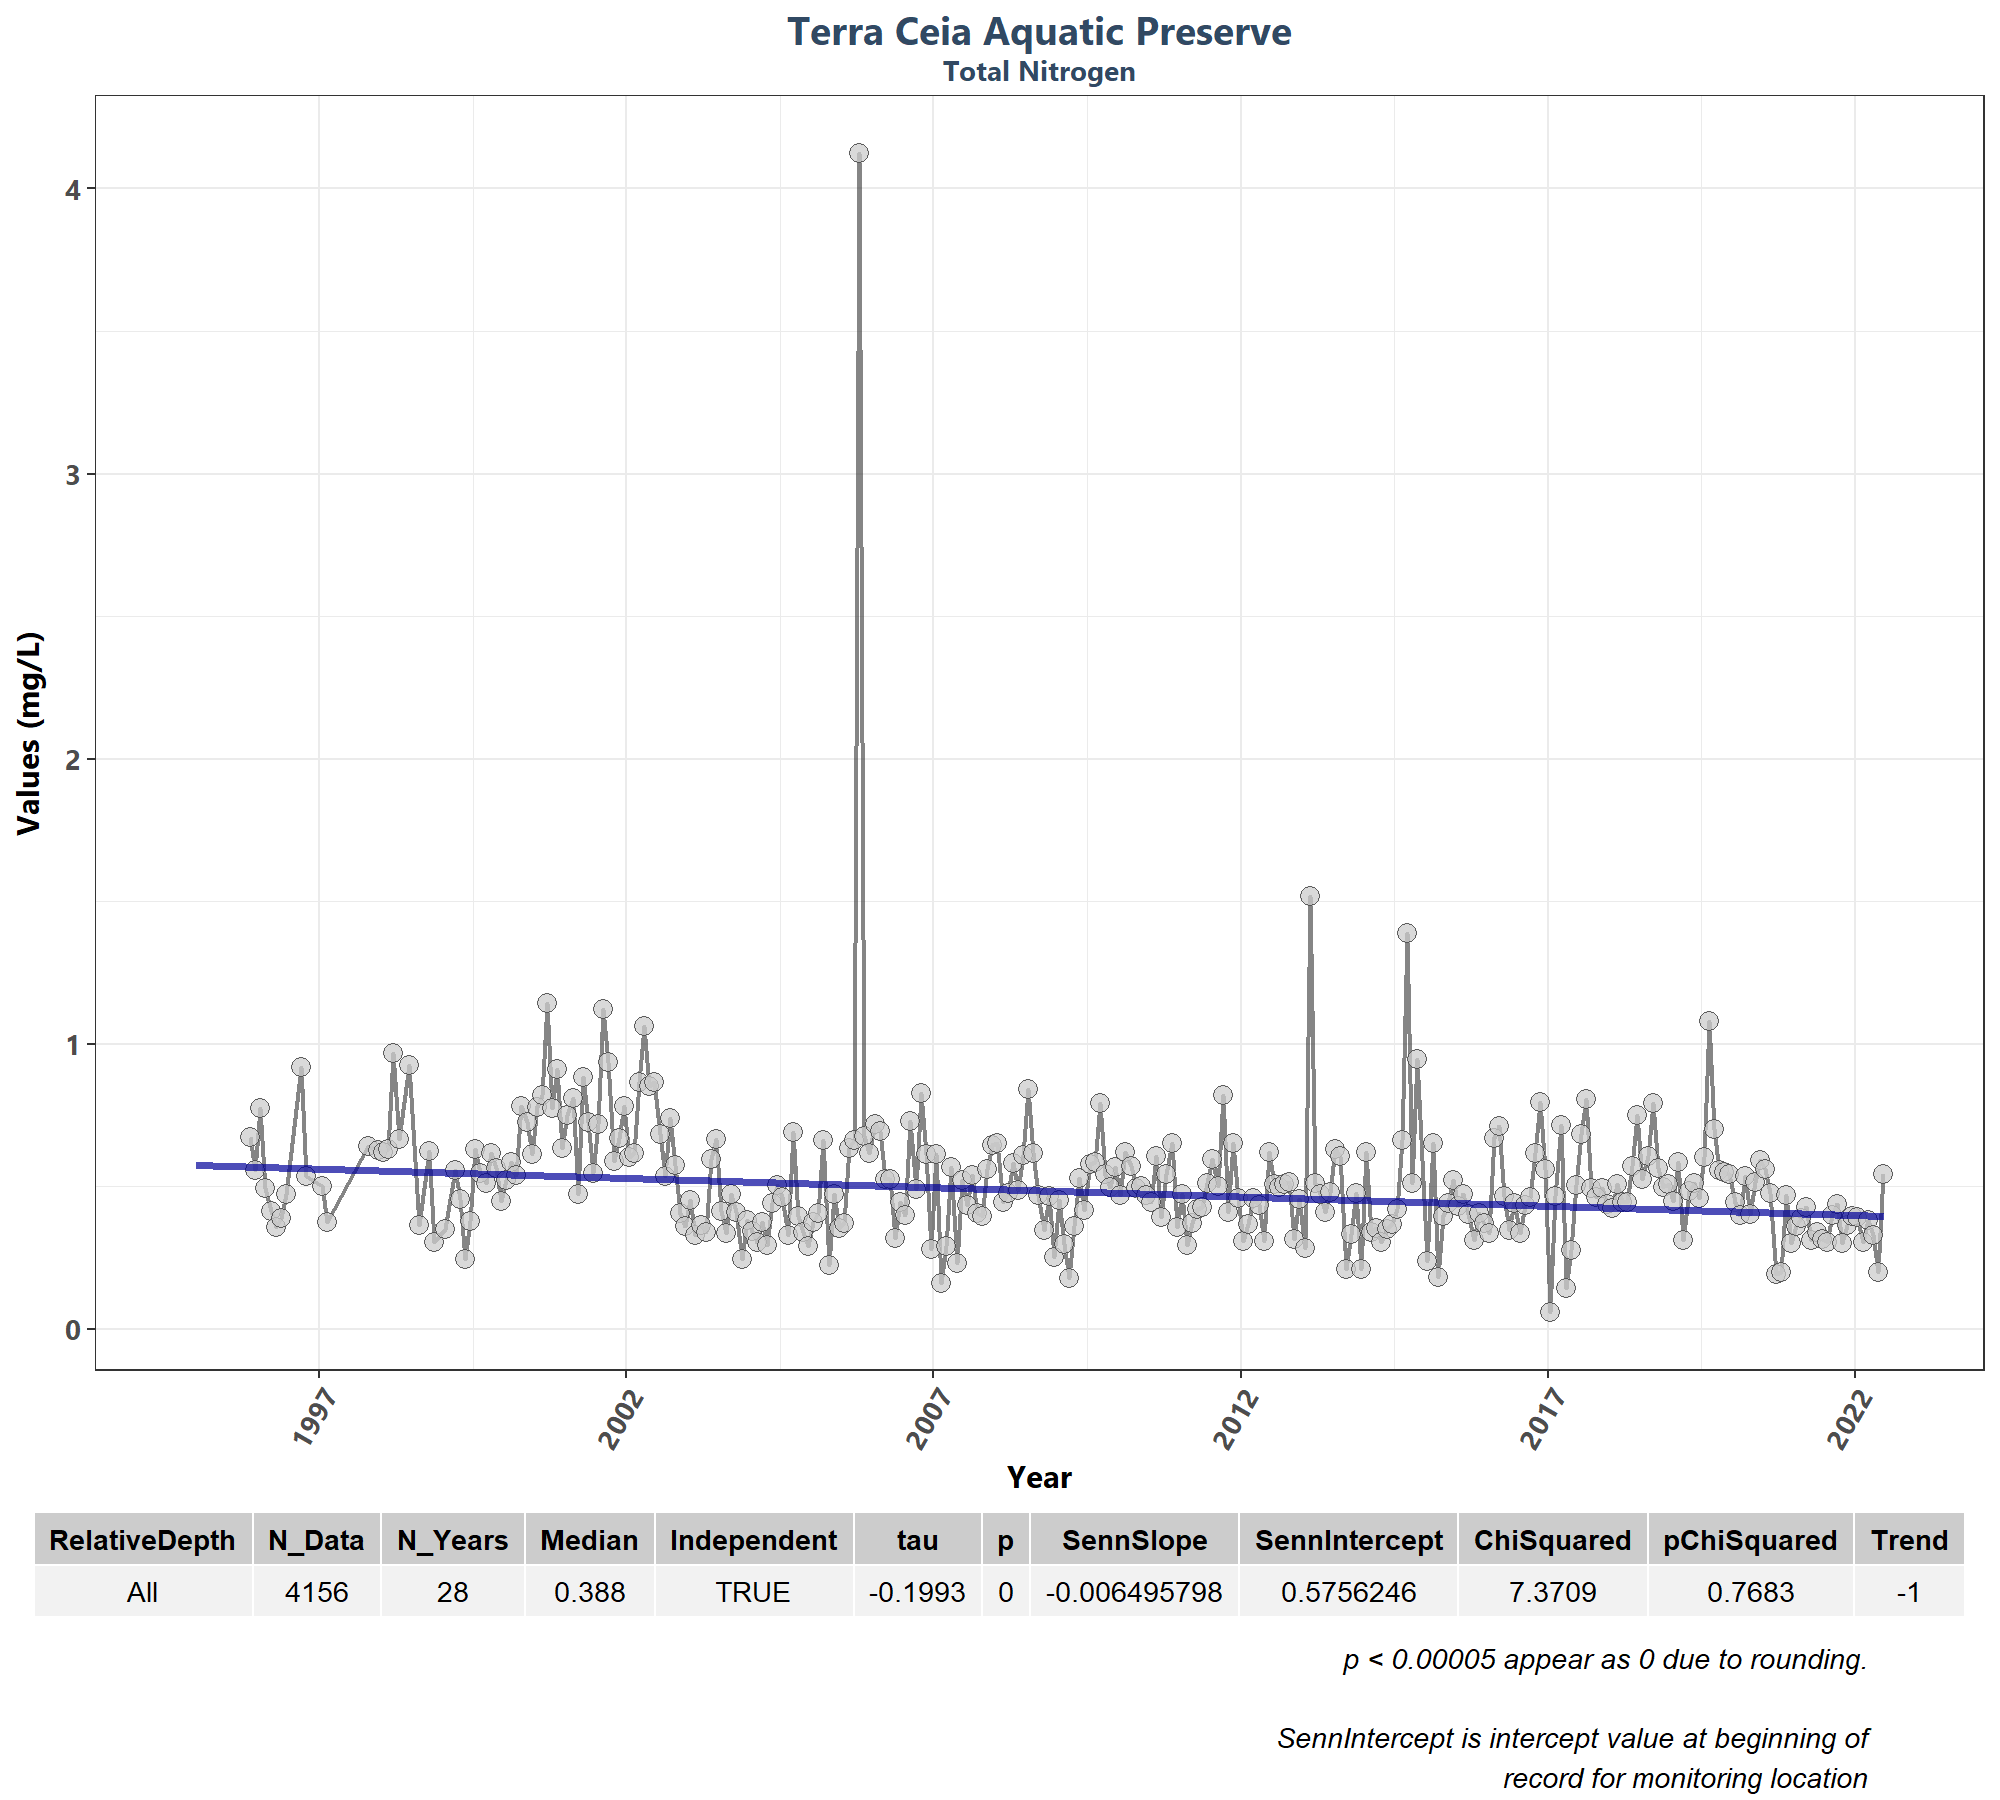 Terra Ceia Aquatic Preserve
Total Nitrogen
Values (mg/L)
4
3
2
1
0
1997 2002 2007 2012 2017 2022
Year
RelativeDepth N_Data N_Years Median Independent tau p SennSlope SennIntercept ChiSquared pChiSquared Trend
All 4156 28 0.388 TRUE -0.1993 0 -0.006495798 0.5756246 7.3709 0.7683 -1
p < 0.00005 appear as 0 due to rounding.
SennIntercept is intercept value at beginning of
record for monitoring location